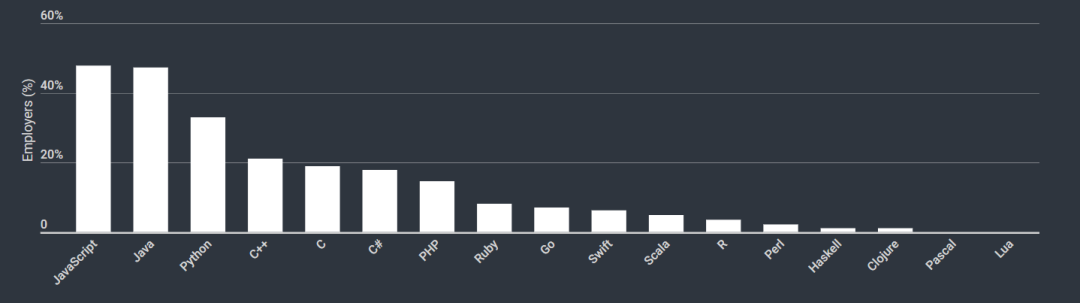 60%
40%
20%
0
Employers (%)
JavaScript
Java
Python
C++
C
C#
PHP
Ruby
Go
Swift
Scala
R
Perl
Haskell
Clojure
Pascal
Lua